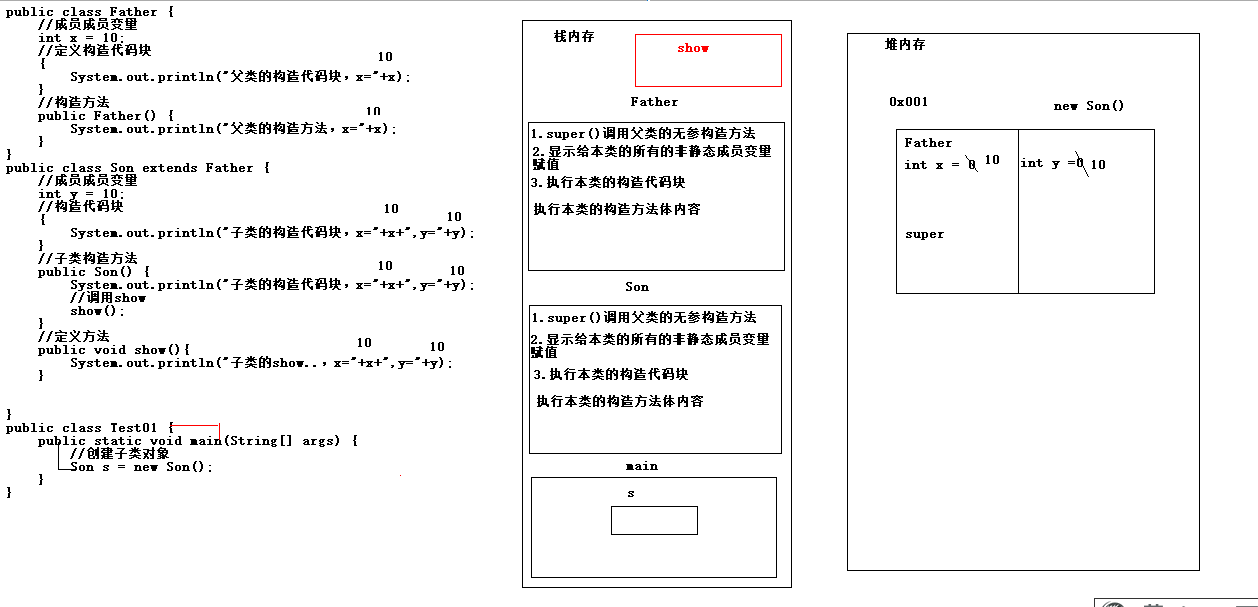 public class Father {
//成员成员变量
int x = 10;
//定义构造代码块
{
10
System.out.println("父类的构造代码块，x="+x);
}
//构造方法
10
public Father() {
System.out.println("父类的构造方法，x="+x);
}
}
public class Son extends Father {
//成员成员变量
int y = 10;
//构造代码块
10
{
10
System.out.println("子类的构造代码块，x="+x+",y="+y);
}
//子类构造方法
10 10
public Son() {
System.out.println("子类的构造代码块，x="+x+",y="+y);
//调用show
show();
}
//定义方法
10 10
public void show(){
System.out.println("子类的show..，x="+x+",y="+y);
}
}
public class Test01 {
public static void main(String[] args) {
//创建子类对象
Son s = new Son();
}
}
栈内存
show
Father
1.super()调用父类的无参构造方法
2.显示给本类的所有的非静态成员变量
赋值
3.执行本类的构造代码块
执行本类的构造方法体内容
Son
1.super()调用父类的无参构造方法
2.显示给本类的所有的非静态成员变量
赋值
3.执行本类的构造代码块
执行本类的构造方法体内容
main
s
堆内存
0x001
new Son()
Father
int x = 0 10
int y =0 10
super